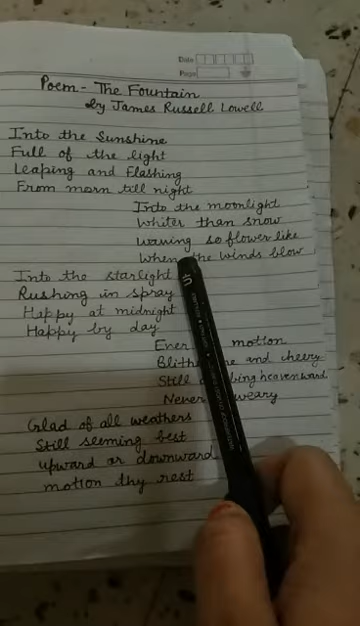 Date
Page
Poem - The Fountain
by James Russell Lowell
Into the Sunshine
Full of the light
Leaping and Flashing
From morn till night
Into the moonlight
Whiter than snow
waving so flower like
When the winds blow
Into the starlight
Rushing in spray
Happy at midnight
Happy by day
Ever motion
Blithe and cheery
Still heavenward
Never weary
Glad of all weathers
Still seeming best
upward or downward
motion thy rest